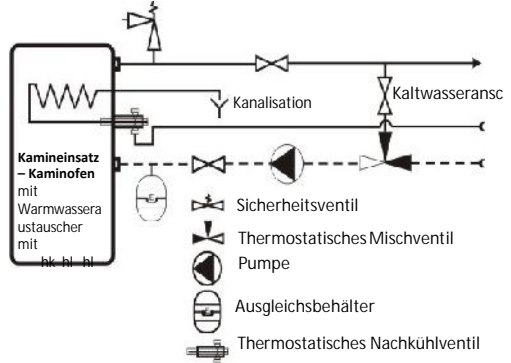 Kanalisation
Kaltwasseransc
Kamineinsatz
– Kaminofen
mit
Warmwassera
ustauscher
mit
Sicherheitsventil
Thermostatisches Mischventil
Pumpe
Ausgleichsbehälter
Thermostatisches Nachkühlventil